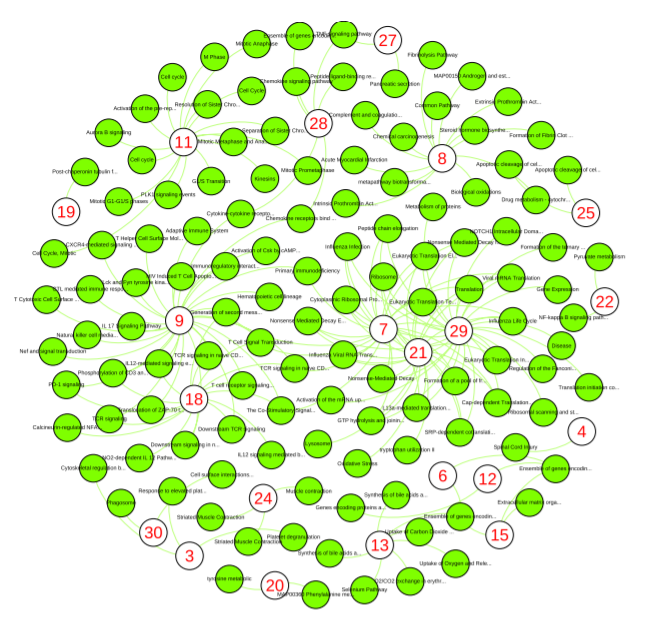 Ensemble of genes encodin...
27
Fibrinolysis Pathway
Mitotic Anaphase
M Phase
Cell cycle
Chemokine signaling pathway
Peptide ligand-binding re...
Pancreatic secretion
MAP00150 Androgen and est...
Cell Cycle
Activation of the pre-rep...
Resolution of Sister Chro...
Common Pathway
Extrinsic Prothrombin Act...
Complement and coagulatio...
28
Aurora B signaling
Separation of Sister Chro...
Mitotic Metaphase and Ana...
Chemical carcinogenesis
Steroid hormone biosynthe...
Formation of Fibrin Clot ...
11
8
Cell cycle
Acute Myocardial Infarction
Apoptotic cleavage of cel...
Apoptotic cleavage of cel...
Post-chaperonin tubulin f...
Mitotic Prometaphase
G1/S Transition
Kinesins
metapathway biotransforma...
Biological oxidations
PLK1 signaling events
Drug metabolism - cytochr...
Mitotic G1-G1/S phases
Intrinsic Prothrombin Act...
Metabolism of proteins
19
25
Cytokine-cytokine recepto...
Chemokine receptors bind ...
Peptide chain elongation
Adaptive Immune System
T Helper Cell Surface Mol...
NOTCH1 Intracellular Doma...
CXCR4-mediated signaling
Nonsense Mediated Decay
Cell Cycle, Mitotic
Activation of Csk by cAMP...
Influenza Infection
Formation of the ternary ...
Pyruvate metabolism
Eukaryotic Translation El...
Immunoregulatory interact...
Primary immunodeficiency
HIV Induced T Cell Apopto...
Lck and Fyn tyrosine kina...
Ribosome
Viral mRNA Translation
Translation
Gene Expression
T Cytotoxic Cell Surface ...
Hematopoietic cell lineage
Cytoplasmic Ribosomal Pro...
Eukaryotic Translation Te...
22
Generation of second mess...
Nonsense Mediated Decay E...
Influenza Life Cycle
NF-kappa B signaling path...
9
IL 17 Signaling Pathway
7
29
Natural killer cell media...
T Cell Signal Transduction
Disease
Nef and signal transduction
TCR signaling in naive CD...
Influenza Viral RNA Trans...
21
IL12-mediated signaling e...
TCR signaling in naive CD...
Eukaryotic Translation In...
Phosphorylation of CD3 an...
Regulation of the Fanconi...
PD-1 signaling
T cell receptor signaling...
Nonsense-Mediated Decay
Formation of a pool of fr...
Translation initiation co...
18
Activation of the mRNA up...
Cap-dependent Translation...
The Co-Stimulatory Signal...
L13a-mediated translation...
Translocation of ZAP-70 t...
Ribosomal scanning and st...
TCR signaling
GTP hydrolysis and joinin...
Calcineurin-regulated NFA...
Downstream TCR signaling
SRP-dependent cotranslati...
4
Downstream signaling in n...
Lysosome
tryptophan utilization II
Spinal Cord Injury
NO2-dependent IL 12 Pathw...
IL12 signaling mediated b...
Oxidative Stress
Cytoskeletal regulation b...
Cell surface interactions...
Ensemble of genes encodin...
6
12
Response to elevated plat...
Muscle contraction
Synthesis of bile acids a...
24
Phagosome
Genes encoding proteins a...
Extracellular matrix orga...
Striated Muscle Contraction
Ensemble of genes encodin...
30
Uptake of Carbon Dioxide ...
15
Platelet degranulation
Striated Muscle Contraction
13
3
Synthesis of bile acids a...
Uptake of Oxygen and Rele...
tyrosine metabolic
20
O2/CO2 exchange in erythr...
Selenium Pathway
MAP00360 Phenylalanine me...